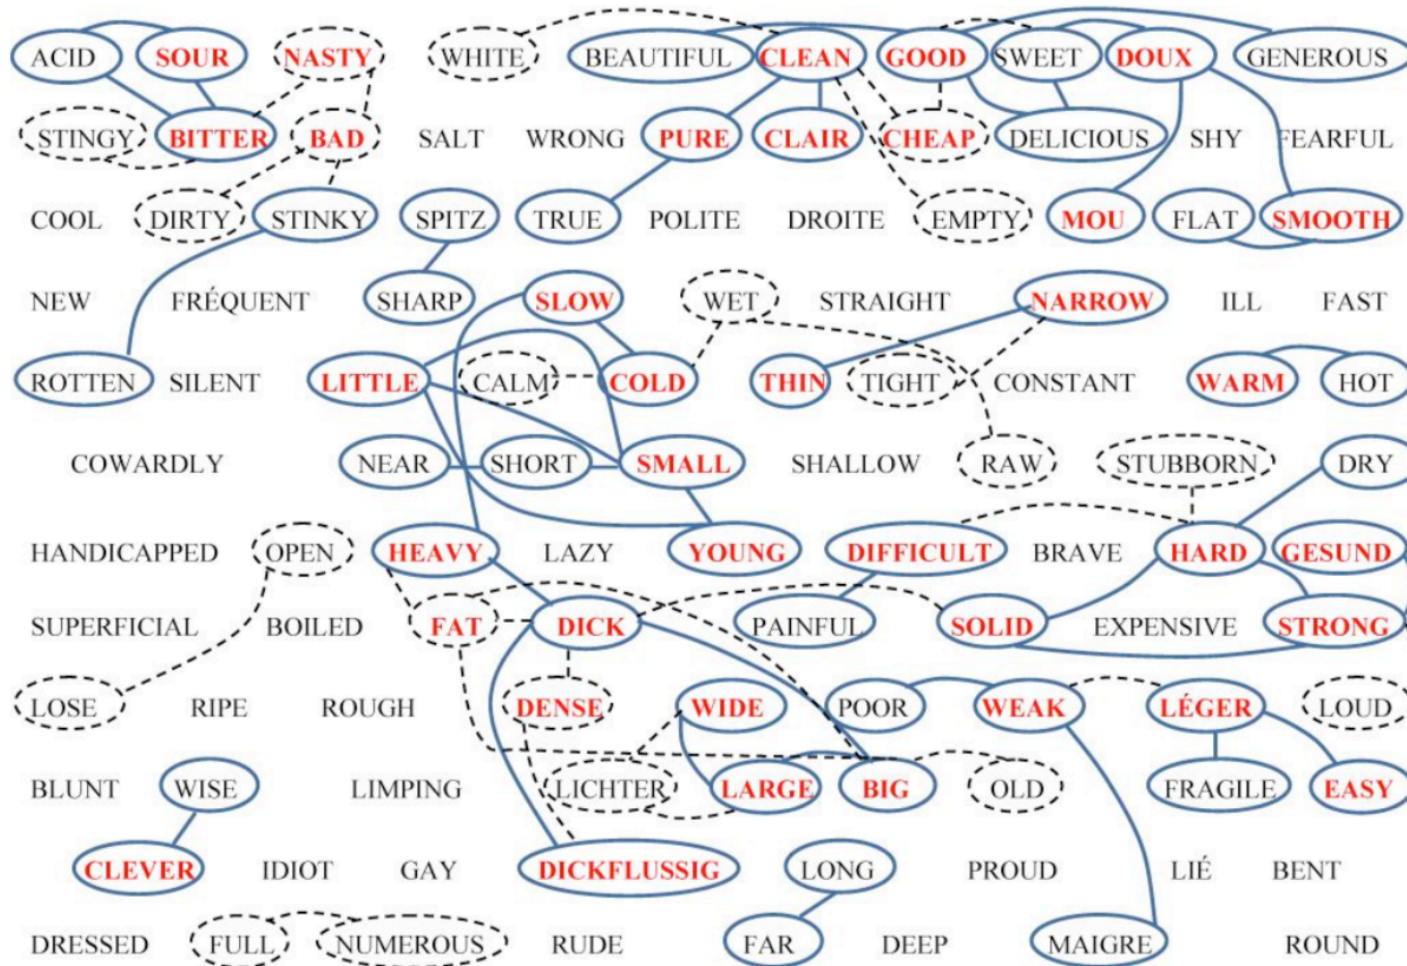 ACID SOUR NASTY WHITE BEAUTIFUL CLEAN GOOD SWEET DOUX GENEROUS
STINGY BITTER BAD SALT WRONG PURE CLAIR CHEAP DELICIOUS SHY FEARFUL
COOL DIRTY STINKY SPITZ TRUE POLITE DROITE EMPTY MOU FLAT SMOOTH
NEW FRÉQUENT SHARP SLOW WET STRAIGHT NARROW ILL FAST
ROTTEN SILENT LITTLE CALM COLD THIN TIGHT CONSTANT WARM HOT
COWARDLY NEAR SHORT SMALL SHALLOW RAW STUBBORN DRY
HANDICAPPED OPEN HEAVY LAZY YOUNG DIFFICULT BRAVE HARD GESUND
SUPERFICIAL BOILED FAT DICK PAINFUL SOLID EXPENSIVE STRONG
LOSE RIPE ROUGH DENSE WIDE POOR WEAK LÉGER LOUD
BLUNT WISE LIMPING LICHTER LARGE BIG OLD FRAGILE EASY
CLEVER IDIOT GAY DICKFLUSSIG LONG PROUD LIÉ BENT
DRESSED FULL NUMEROUS RUDE FAR DEEP MAIGRE ROUND